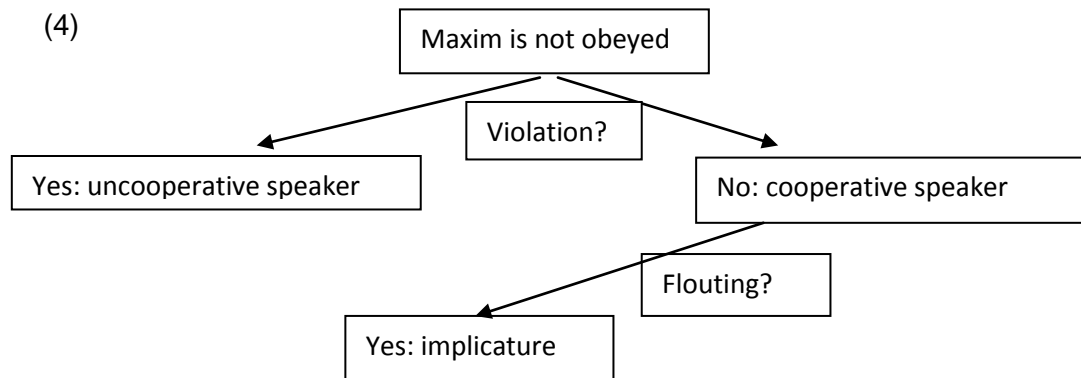 (4)
Maxim is not obeyed
Violation?
Yes: uncooperative speaker
No: cooperative speaker
Flouting?
Yes: implicature